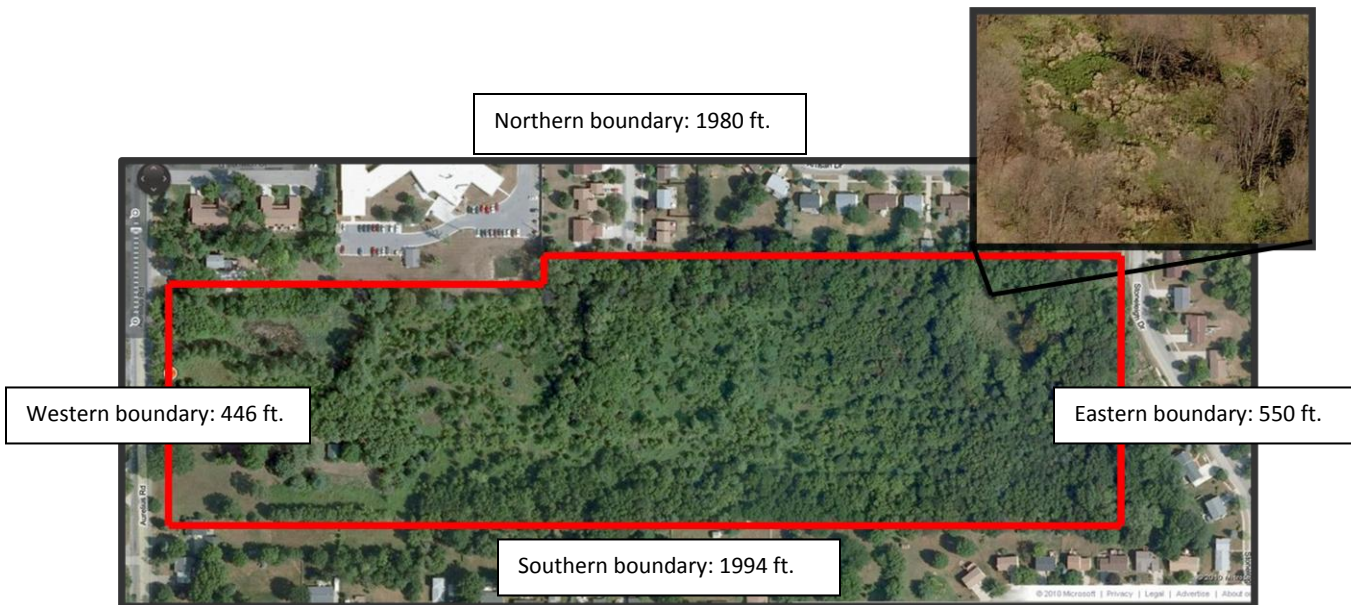 Northern boundary: 1980 ft.
Western boundary: 446 ft.
Eastern boundary: 550 ft.
Stoneleigh Dr
Aurelius Rd
Southern boundary: 1994 ft.
© 2010 Microsoft | Privacy | Legal | Advertise | About